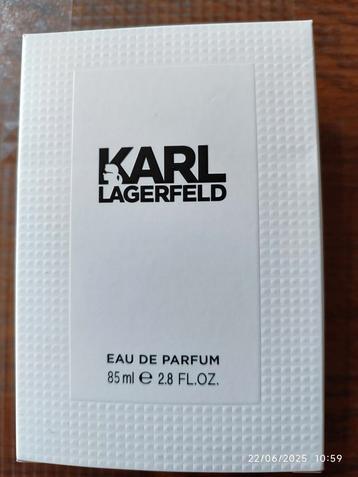 KARL
LAGERFELD
EAU DE PARFUM
85 ml e 2.8 FL.OZ.
22/06/2025 10:59